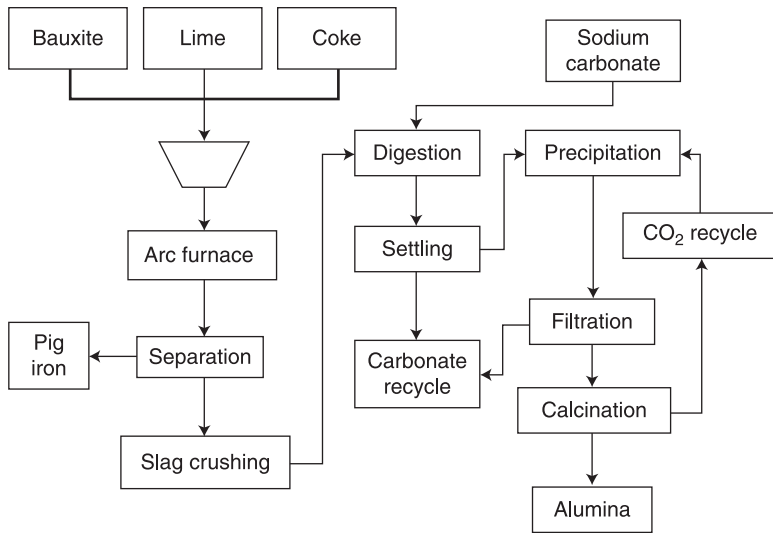 Bauxite
Lime
Coke
Sodium
carbonate
Digestion
Precipitation
Arc furnace
Settling
CO₂ recycle
Pig
iron
Separation
Carbonate
recycle
Filtration
Calcination
Slag crushing
Alumina